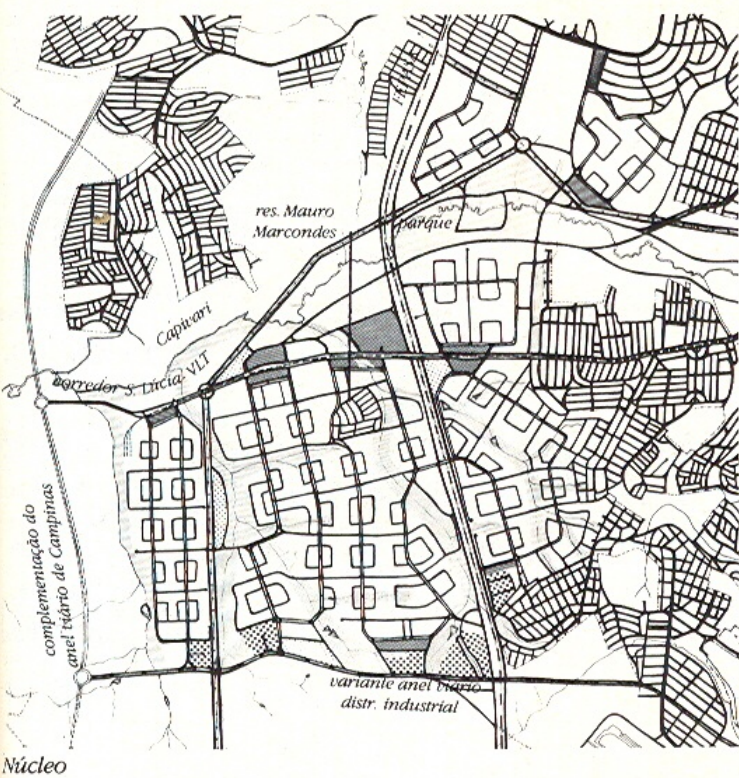 FEPASA
res. Mauro
Marcondes
parque
Capivari
corredor S. Lúcia-VLT
complementação do
anel viário de Campinas
variante anel viário
distr. industrial
Núcleo